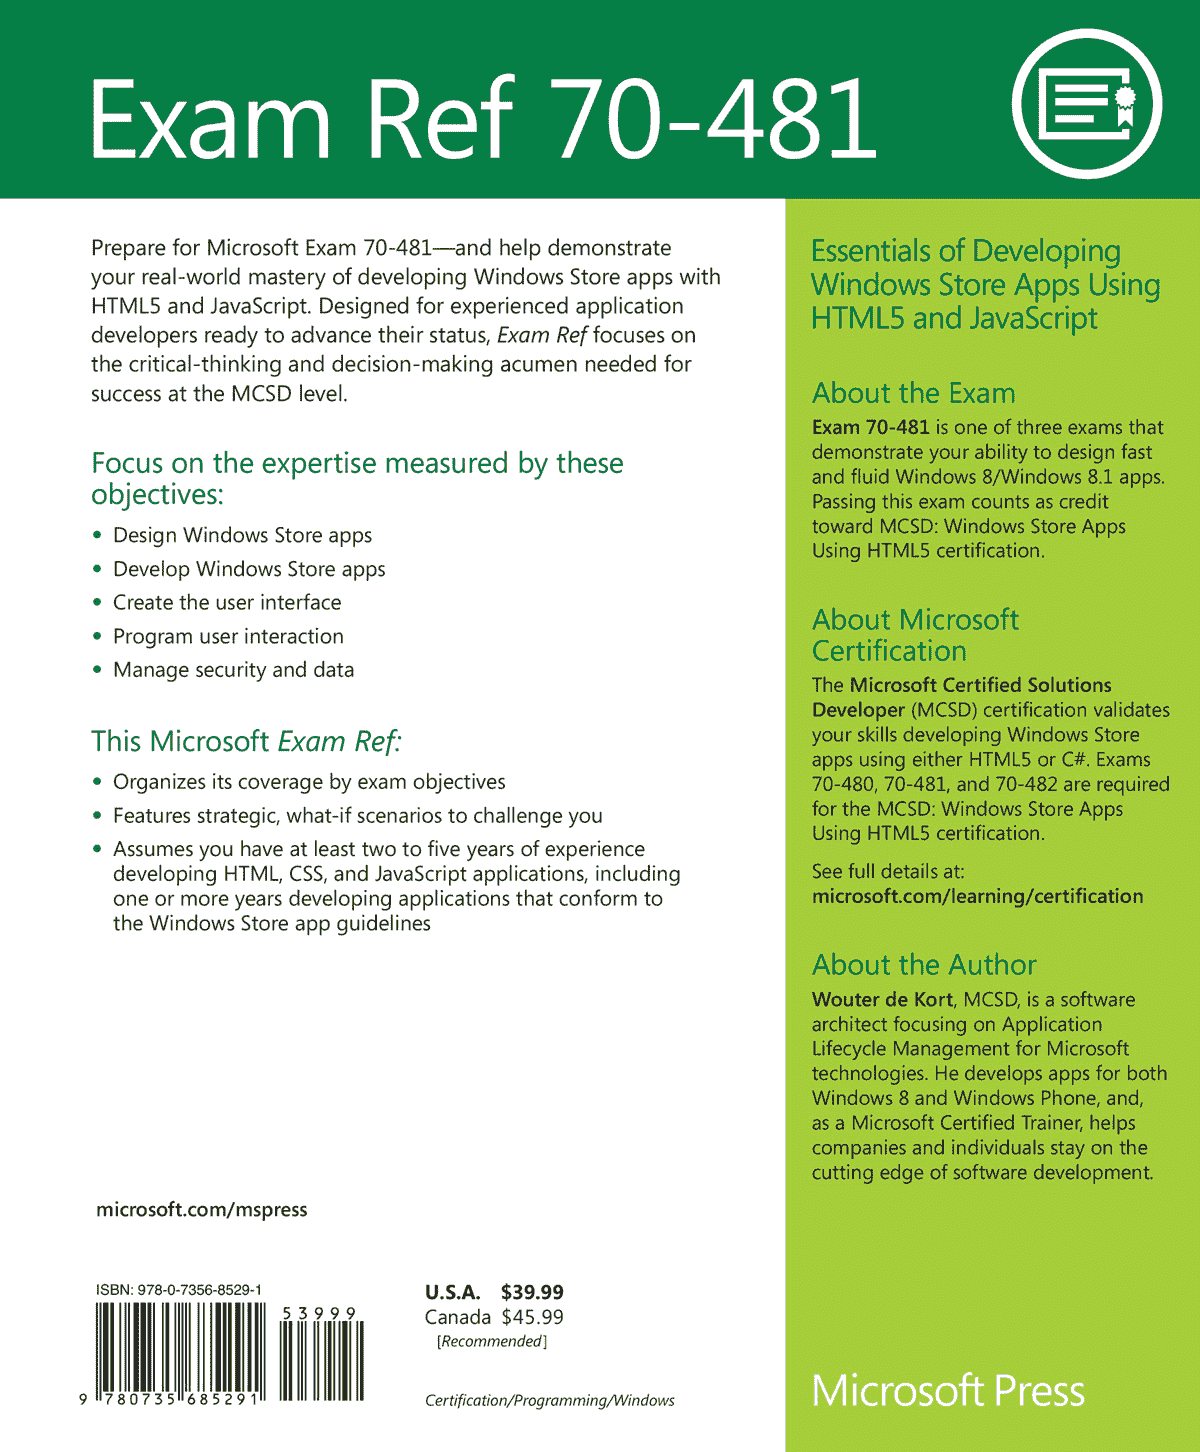 Exam Ref 70-481
Prepare for Microsoft Exam 70-481—and help demonstrate
your real-world mastery of developing Windows Store apps with
HTML5 and JavaScript. Designed for experienced application
developers ready to advance their status, Exam Ref focuses on
the critical-thinking and decision-making acumen needed for
success at the MCSD level.
Focus on the expertise measured by these
objectives:
• Design Windows Store apps
• Develop Windows Store apps
• Create the user interface
• Program user interaction
• Manage security and data
This Microsoft Exam Ref:
• Organizes its coverage by exam objectives
• Features strategic, what-if scenarios to challenge you
• Assumes you have at least two to five years of experience
developing HTML, CSS, and JavaScript applications, including
one or more years developing applications that conform to
the Windows Store app guidelines
microsoft.com/mspress
ISBN: 978-0-7356-8529-1
53999
9 780735 685291
U.S.A. $39.99
Canada $45.99
[Recommended]
Certification/Programming/Windows
Essentials of Developing
Windows Store Apps Using
HTML5 and JavaScript
About the Exam
Exam 70-481 is one of three exams that
demonstrate your ability to design fast
and fluid Windows 8/Windows 8.1 apps.
Passing this exam counts as credit
toward MCSD: Windows Store Apps
Using HTML5 certification.
About Microsoft
Certification
The Microsoft Certified Solutions
Developer (MCSD) certification validates
your skills developing Windows Store
apps using either HTML5 or C#. Exams
70-480, 70-481, and 70-482 are required
for the MCSD: Windows Store Apps
Using HTML5 certification.
See full details at:
microsoft.com/learning/certification
About the Author
Wouter de Kort, MCSD, is a software
architect focusing on Application
Lifecycle Management for Microsoft
technologies. He develops apps for both
Windows 8 and Windows Phone, and,
as a Microsoft Certified Trainer, helps
companies and individuals stay on the
cutting edge of software development.
Microsoft Press